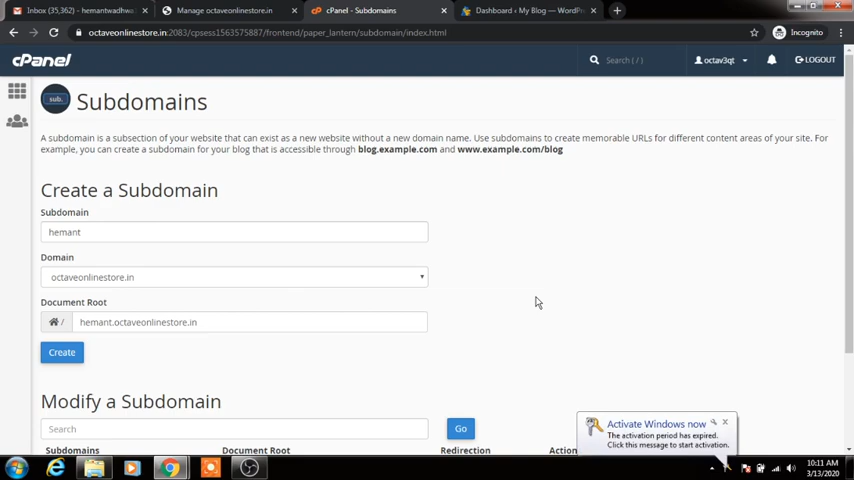 Inbox (35,362) - hemantwadhwa
Manage octaveonlinestore.in
cPanel - Subdomains
Dashboard ‹ My Blog — WordPr
octaveonlinestore.in:2083/cpsess1563575887/frontend/paper_lantern/subdomain/index.html
Incognito
cPanel
Search ( / )
octav3qt
LOGOUT
sub.
Subdomains
A subdomain is a subsection of your website that can exist as a new website without a new domain name. Use subdomains to create memorable URLs for different content areas of your site. For
example, you can create a subdomain for your blog that is accessible through blog.example.com and www.example.com/blog
Create a Subdomain
Subdomain
hemant
Domain
octaveonlinestore.in
Document Root
/
hemant.octaveonlinestore.in
Create
Modify a Subdomain
Search
Go
Subdomains
Document Root
Redirection
Action
Activate Windows now
The activation period has expired.
Click this message to start activation.
10:11 AM
3/13/2020